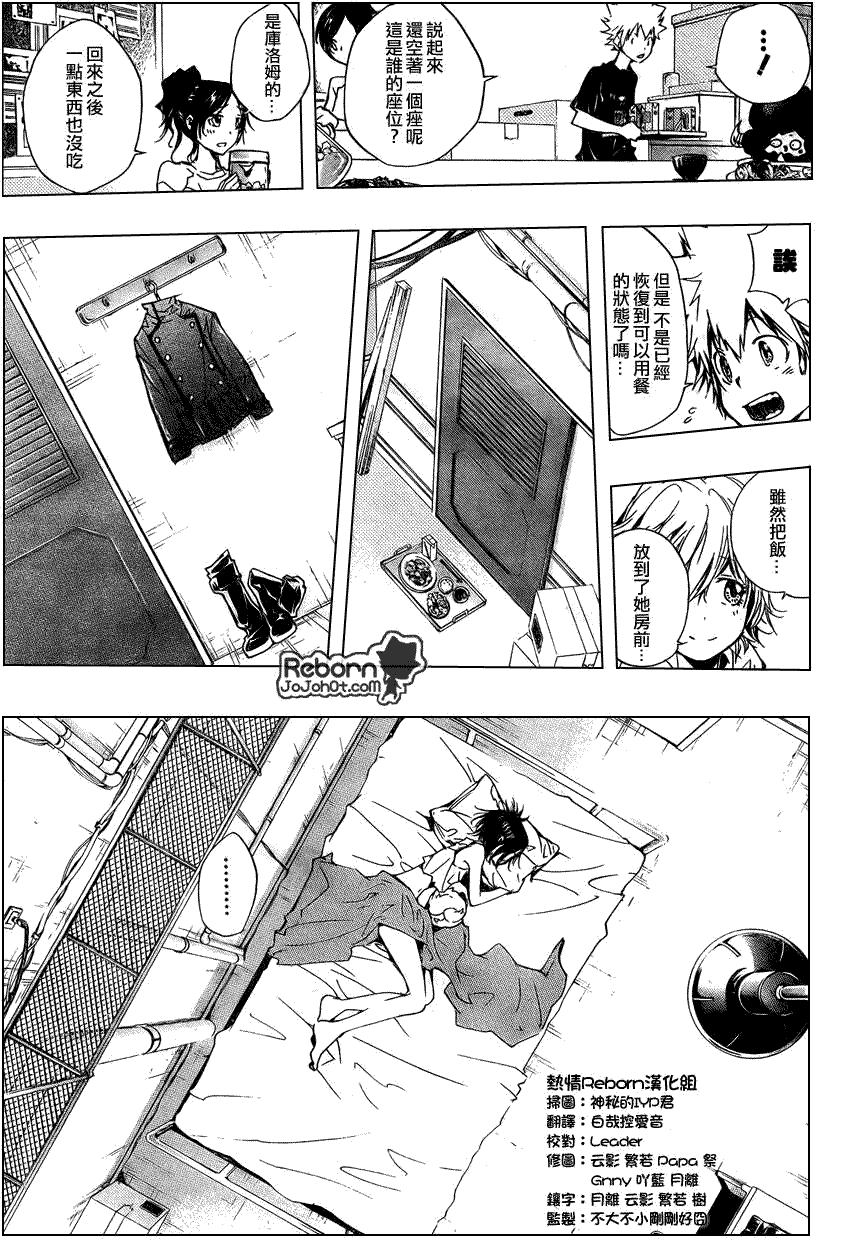 …！
說起來
還空著一個痤呢
這是誰的座位？
是庫洛姆的…
回來之後
一點東西也沒吃
誒
但是 不是已經
恢復到可以用餐
的狀態了嗎…
雖然把飯…
放到了她房前…
Reborn
JoJoHOt.com
………
熱情Reborn漢化組
掃圖：神秘的IYP君
翻譯：自哉控愛音
校對：Leader
修圖：云影 繁若 Papa 祭
Gnny 吖藍 月離
鑲字：月離 云影 繁若 樹
監製：不大不小剛剛好囧